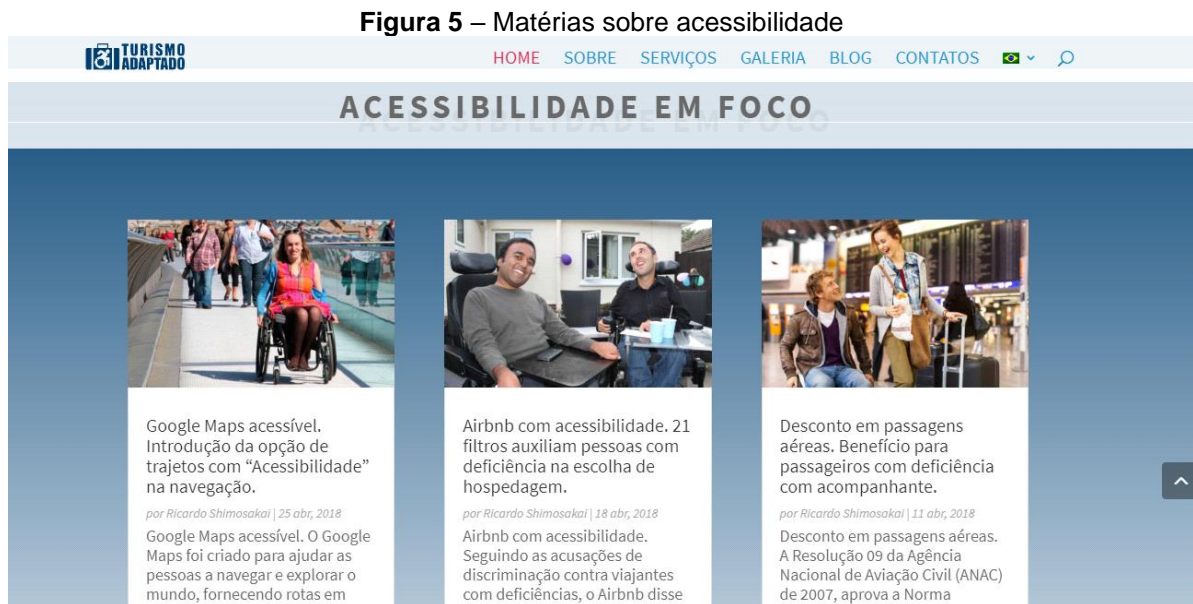 Figura 5 – Matérias sobre acessibilidade
TURISMO
ADAPTADO
HOME SOBRE SERVIÇOS GALERIA BLOG CONTATOS
ACESSIBILIDADE EM FOCO
Google Maps acessível.
Introdução da opção de
trajetos com “Acessibilidade”
na navegação.
por Ricardo Shimosakai | 25 abr, 2018
Google Maps acessível. O Google
Maps foi criado para ajudar as
pessoas a navegar e explorar o
mundo, fornecendo rotas em
Airbnb com acessibilidade. 21
filtros auxiliam pessoas com
deficiência na escolha de
hospedagem.
por Ricardo Shimosakai | 18 abr, 2018
Airbnb com acessibilidade.
Seguindo as acusações de
discriminação contra viajantes
com deficiências, o Airbnb disse
Desconto em passagens
aéreas. Benefício para
passageiros com deficiência
com acompanhante.
por Ricardo Shimosakai | 11 abr, 2018
Desconto em passagens aéreas.
A Resolução 09 da Agência
Nacional de Aviação Civil (ANAC)
de 2007, aprova a Norma